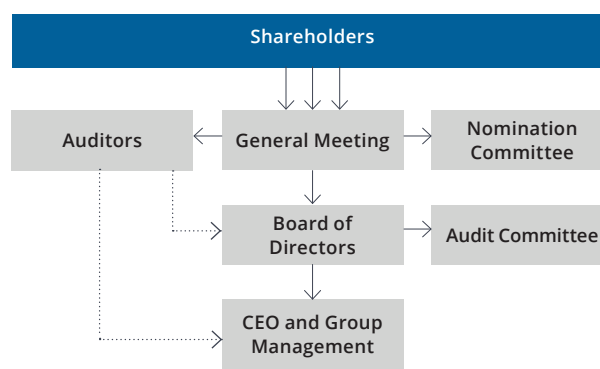 Shareholders
Auditors
General Meeting
Nomination
Committee
Board of
Directors
Audit Committee
CEO and Group
Management